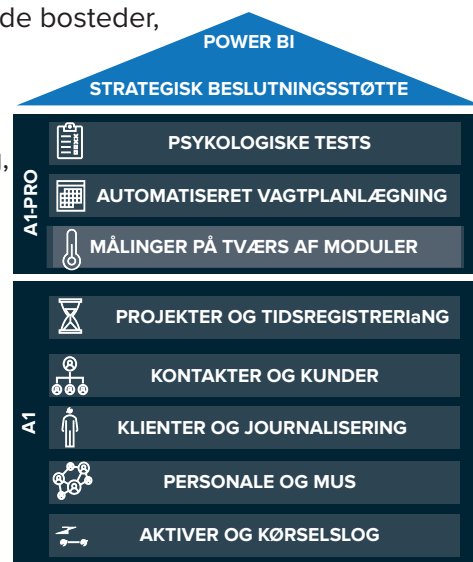 de bosteder,
POWER BI
STRATEGISK BESLUTNINGSSTØTTE
,
A1-PRO
PSYKOLOGISKE TESTS
AUTOMATISERET VAGTPLANLÆGNING
MÅLINGER PÅ TVÆRS AF MODULER
A1
PROJEKTER OG TIDSREGISTRERIaNG
KONTAKTER OG KUNDER
KLIENTER OG JOURNALISERING
PERSONALE OG MUS
AKTIVER OG KØRSELSLOG